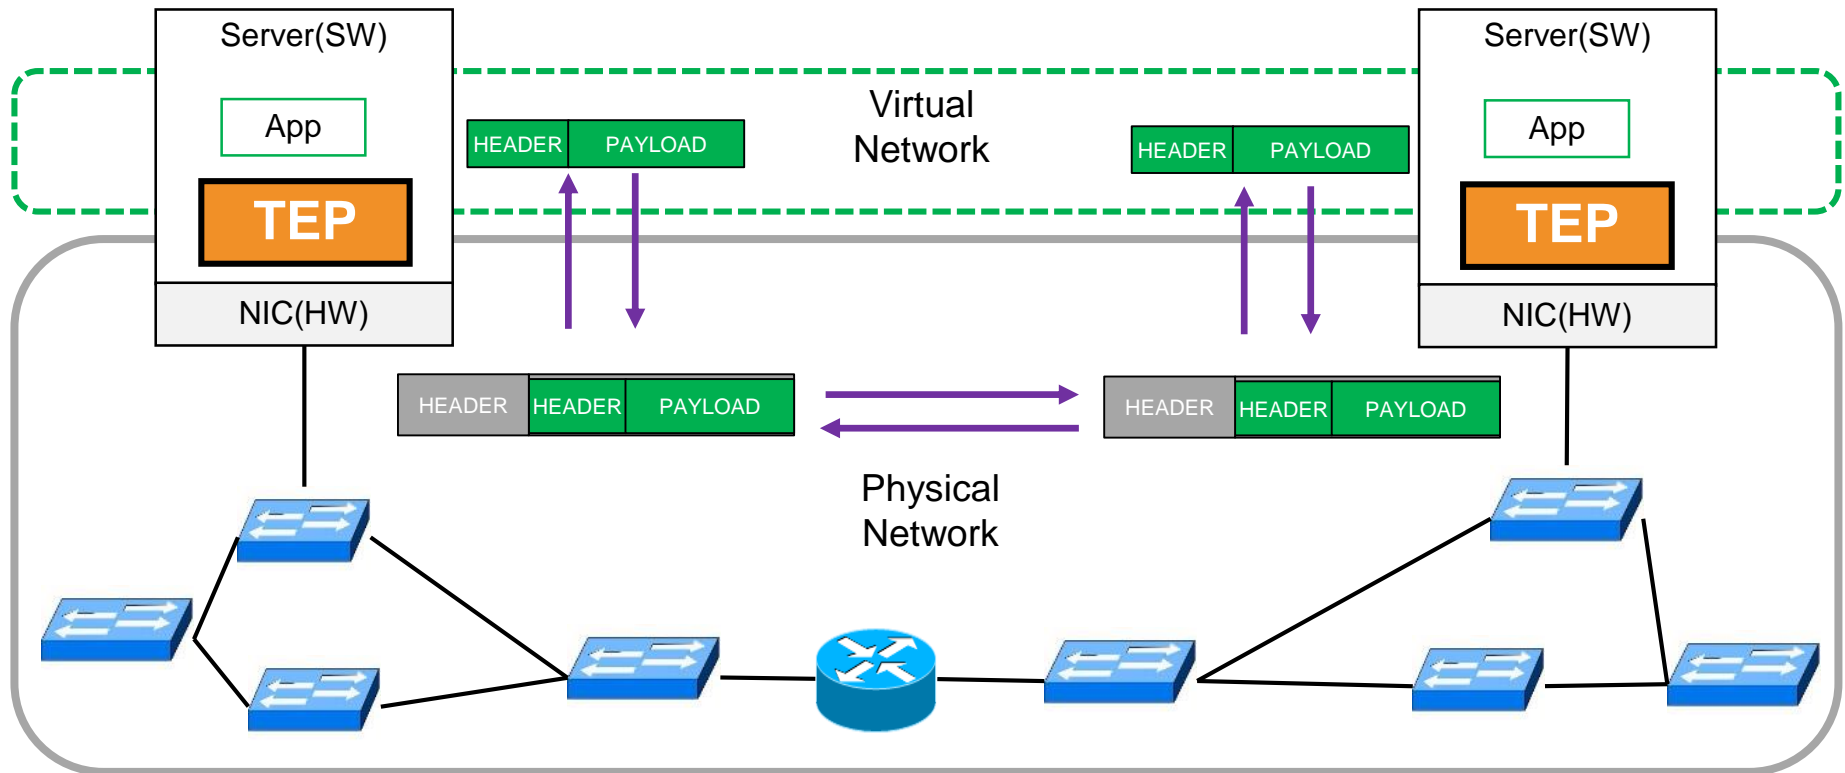 Server(SW)
Server(SW)
Virtual
Network
App
App
HEADER PAYLOAD
HEADER PAYLOAD
TEP
TEP
NIC(HW)
NIC(HW)
HEADER HEADER PAYLOAD
HEADER HEADER PAYLOAD
Physical
Network